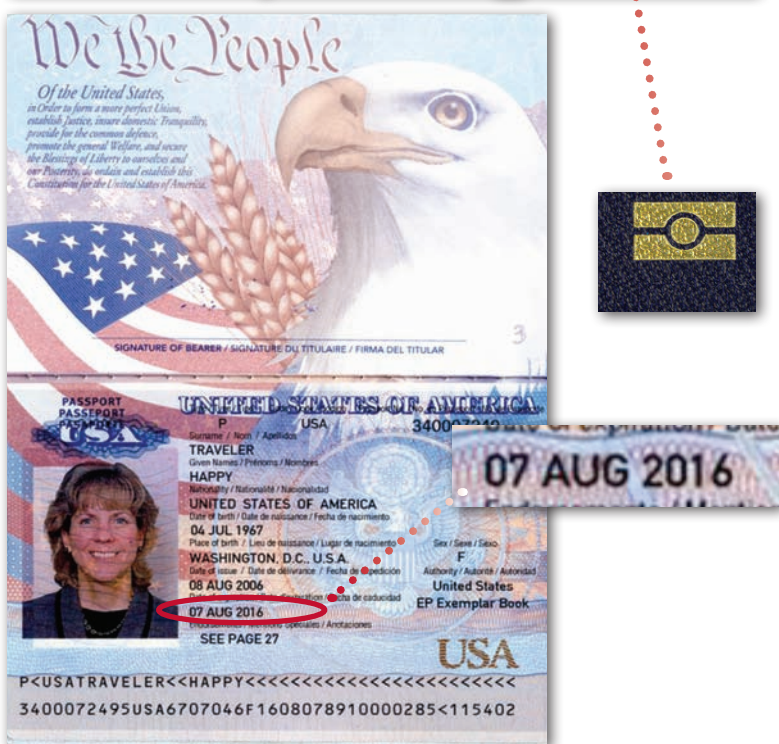 We the People
Of the United States,
in Order to form a more perfect Union,
establish Justice, insure domestic Tranquility,
provide for the common defence,
promote the general Welfare, and secure
the Blessings of Liberty to ourselves and
our Posterity, do ordain and establish this
Constitution for the United States of America.
3
SIGNATURE OF BEARER / SIGNATURE DU TITULAIRE / FIRMA DEL TITULAR
PASSPORT
PASSEPORT
PASAPORTE
USA
UNITED STATES OF AMERICA
P USA
Surname / Nom / Apellidos
TRAVELER
Given Names / Prénoms / Nombres
HAPPY
Nationality / Nationalité / Nacionalidad
UNITED STATES OF AMERICA
Date of birth / Date de naissance / Fecha de nacimiento
04 JUL 1967
Place of birth / Lieu de naissance / Lugar de nacimiento Sex / Sexe / Sexo
WASHINGTON, D.C., U.S.A. F
Date of issue / Date de délivrance / Fecha de expedición Authority / Autorité / Autoridad
08 AUG 2006 United States
EP Exemplar Book
07 AUG 2016
SEE PAGE 27
USA
P<USATRAVELER<<HAPPY<<<<<<<<<<<<<<<<<<<<<<<<
3400072495USA6707046F1608078910000285<115402
07 AUG 2016